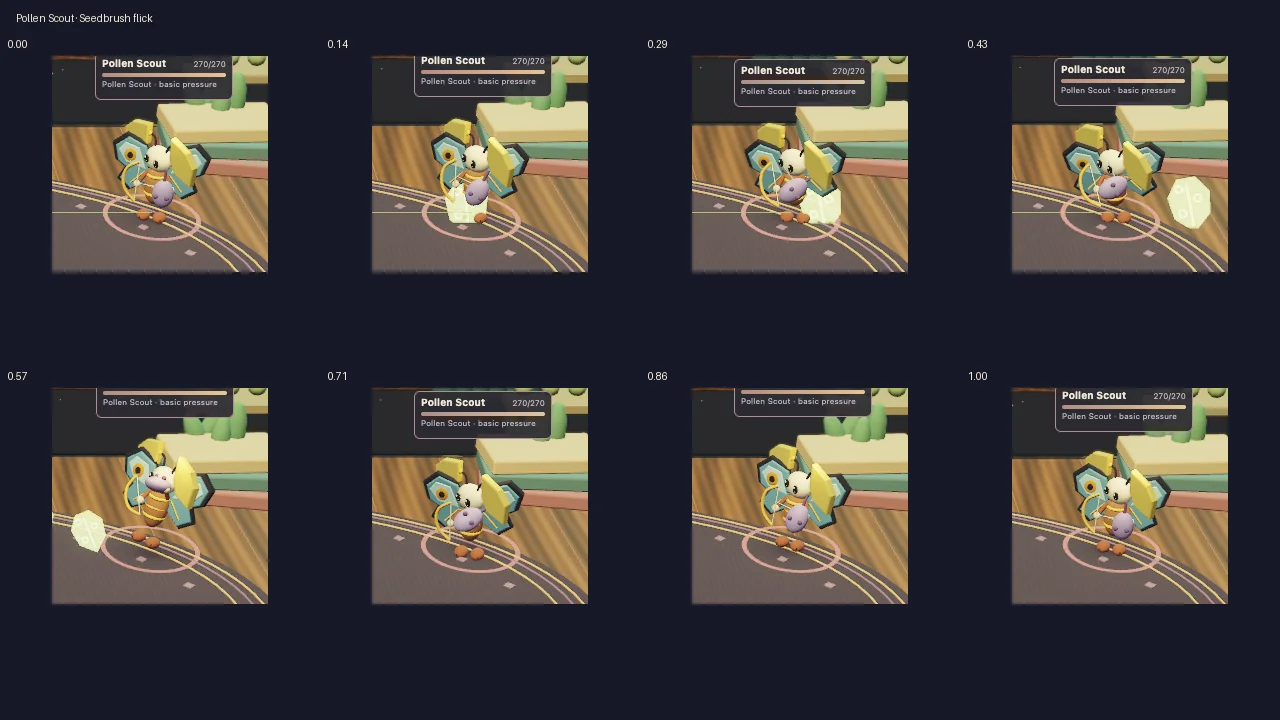 Pollen Scout · Seedbrush flick
0.00
0.14
0.29
0.43
Pollen Scout 270/270
Pollen Scout · basic pressure
Pollen Scout 270/270
Pollen Scout · basic pressure
Pollen Scout 270/270
Pollen Scout · basic pressure
Pollen Scout 270/270
Pollen Scout · basic pressure
0.57
0.71
0.86
1.00
Pollen Scout · basic pressure
Pollen Scout 270/270
Pollen Scout · basic pressure
Pollen Scout · basic pressure
Pollen Scout 270/270
Pollen Scout · basic pressure